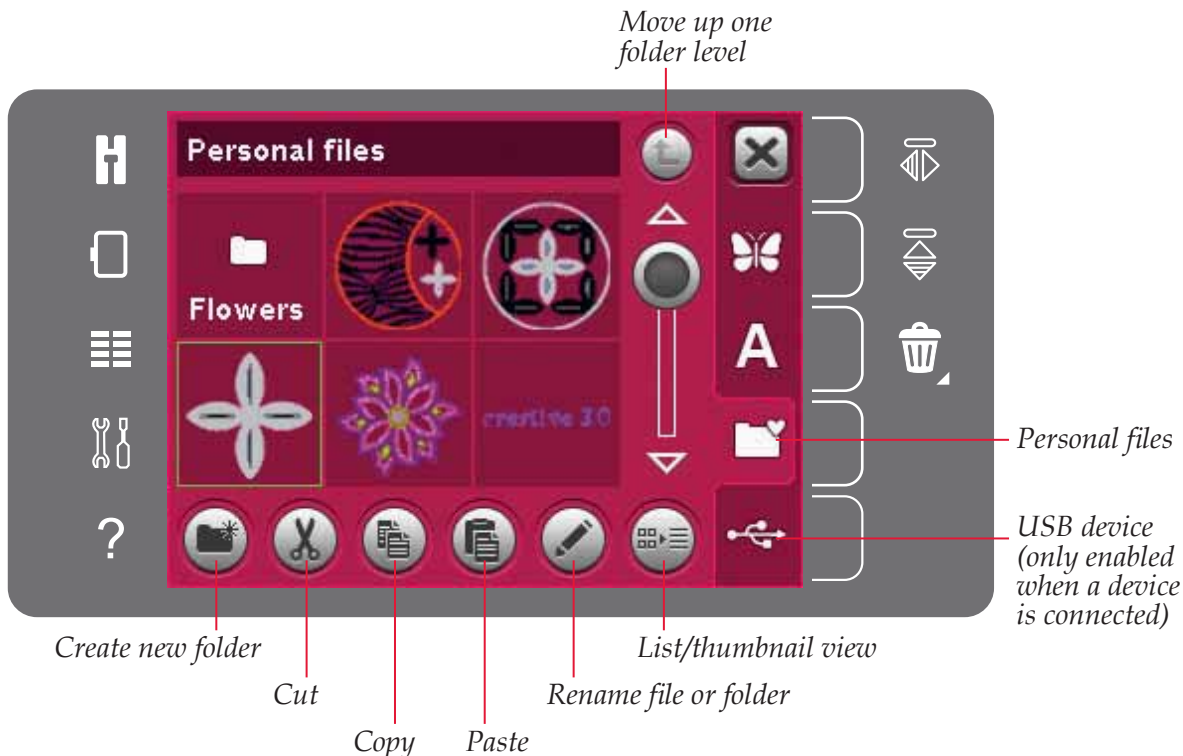 Move up one
folder level
Personal files
Flowers
A
creative 3.0
?
Personal files
USB device
(only enabled
when a device
is connected)
Create new folder
List/thumbnail view
Cut
Rename file or folder
Copy
Paste